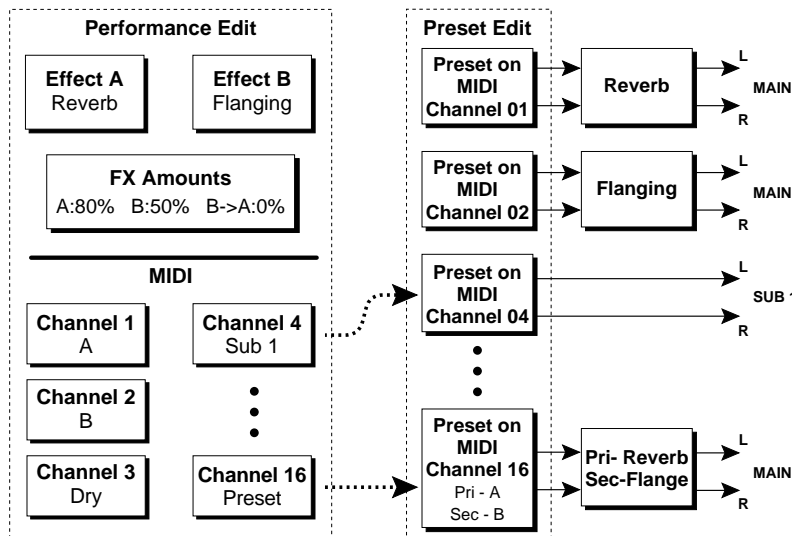 Performance Edit
Effect A
Reverb
Effect B
Flanging
FX Amounts
A:80% B:50% B->A:0%
MIDI
Channel 1
A
Channel 4
Sub 1
Channel 2
B
Channel 3
Dry
Channel 16
Preset
Preset Edit
Preset on
MIDI
Channel 01
Reverb
L
MAIN
R
Preset on
MIDI
Channel 02
Flanging
L
MAIN
R
Preset on
MIDI
Channel 04
L
SUB 1
R
Preset on
MIDI
Channel 16
Pri - A
Sec - B
Pri- Reverb
Sec-Flange
L
MAIN
R